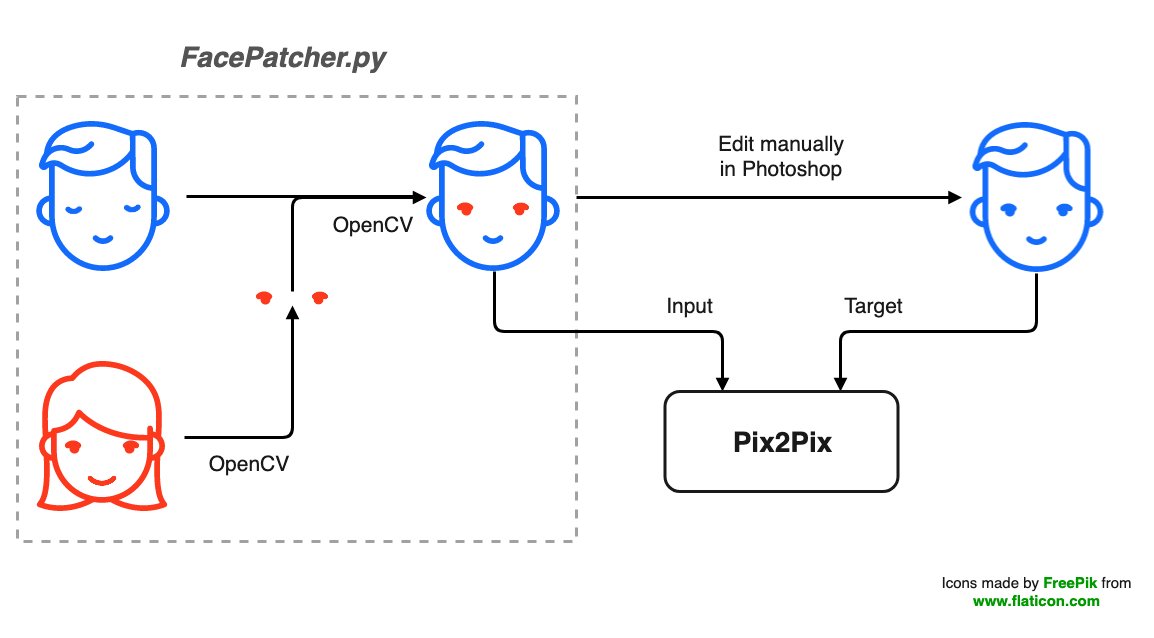 FacePatcher.py
Edit manually
in Photoshop
OpenCV
Input
Target
Pix2Pix
OpenCV
Icons made by FreePik from
www.flaticon.com